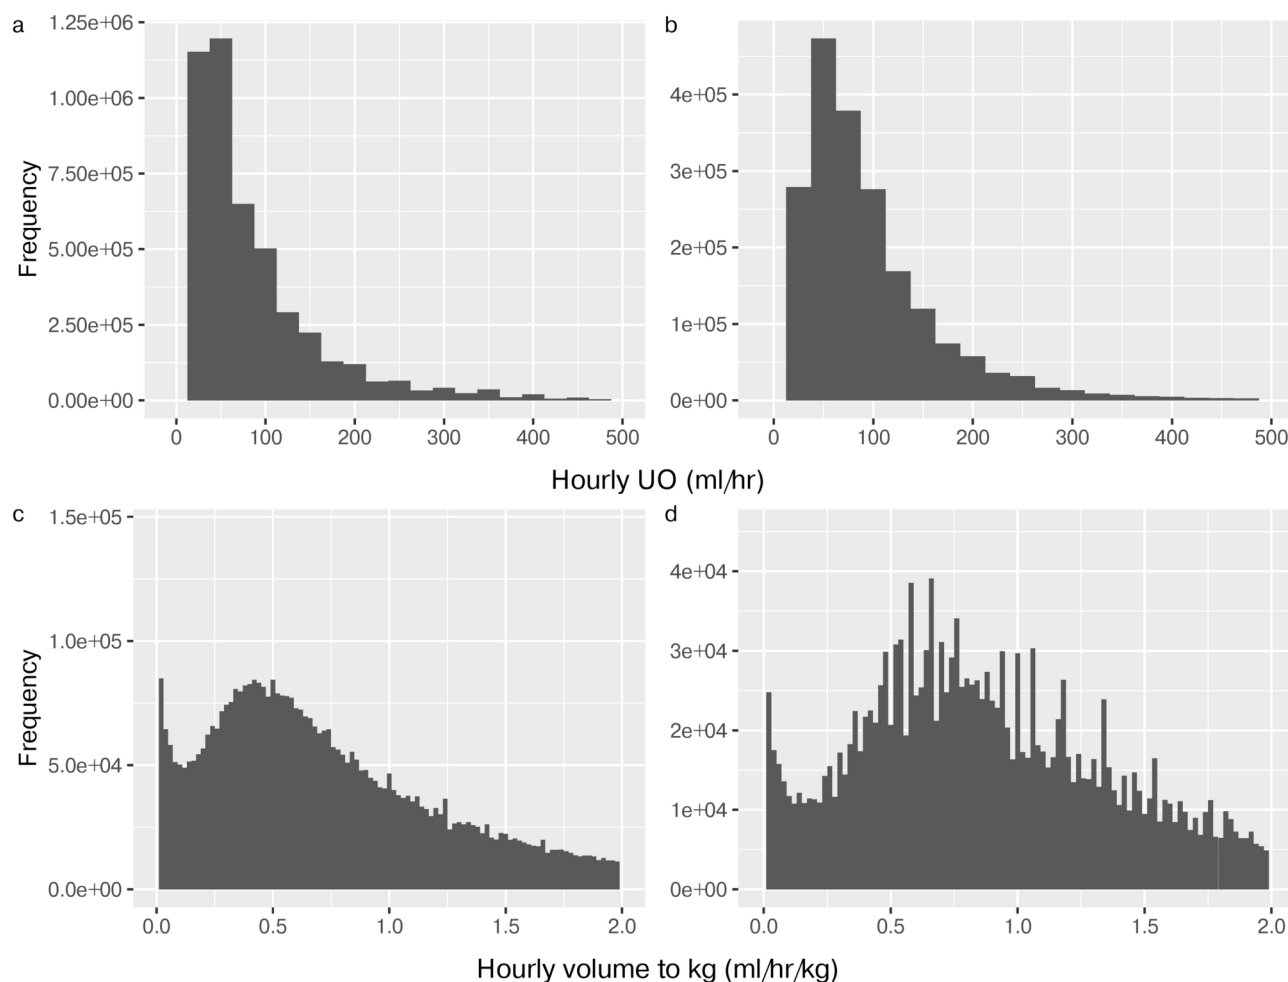 a
1.25e+06
1.00e+06
7.50e+05
5.00e+05
2.50e+05
0.00e+00
Frequency
0 100 200 300 400 500
b
4e+05
3e+05
2e+05
1e+05
0e+00
0 100 200 300 400 500
Hourly UO (ml/hr)
c
1.5e+05
1.0e+05
5.0e+04
0.0e+00
Frequency
0.0 0.5 1.0 1.5 2.0
d
4e+04
3e+04
2e+04
1e+04
0e+00
0.0 0.5 1.0 1.5 2.0
Hourly volume to kg (ml/hr/kg)